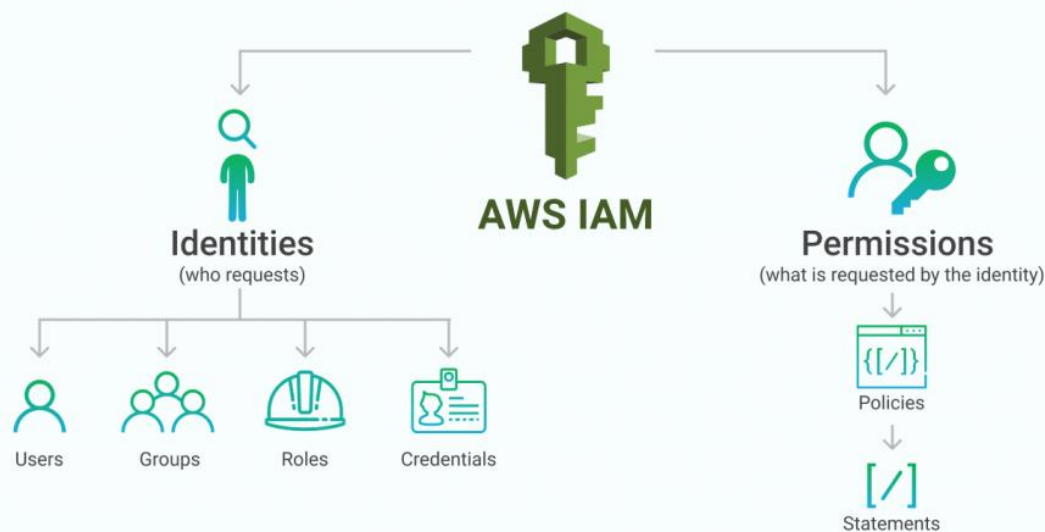 AWS IAM
Identities
(who requests)
Users
Groups
Roles
Credentials
Permissions
(what is requested by the identity)
{[/]}
Policies
[/]
Statements